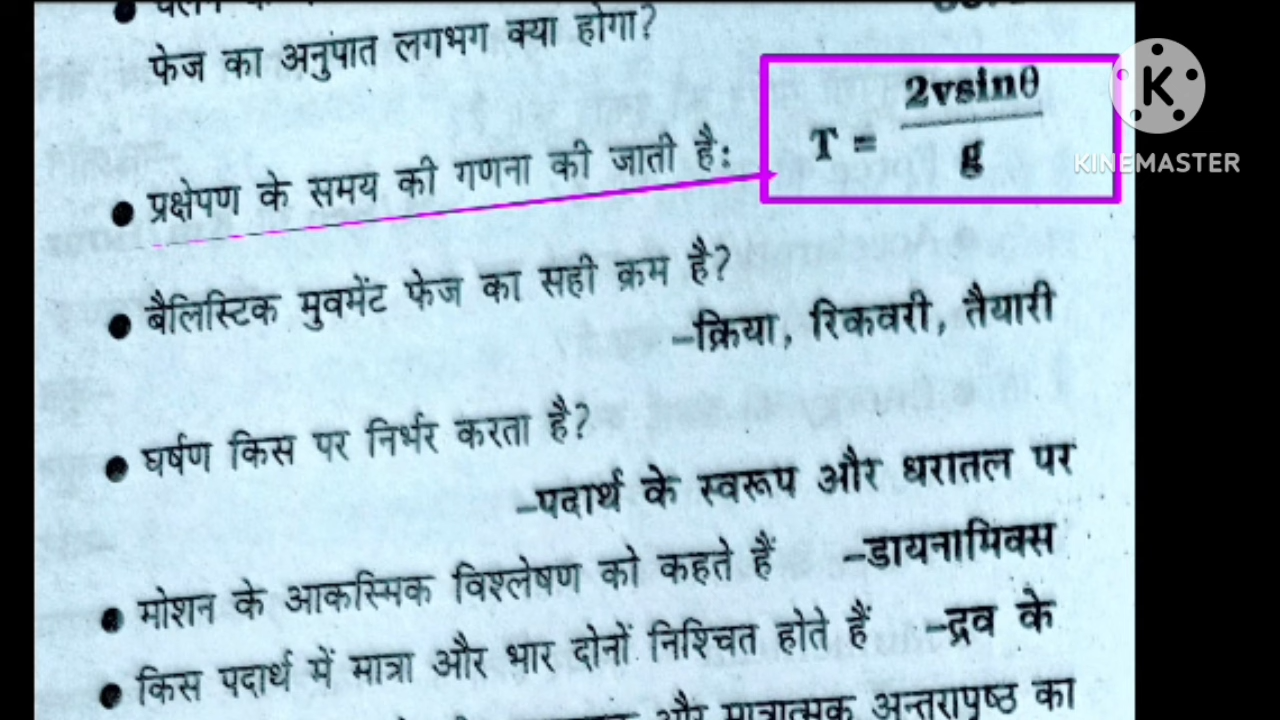 फेज का अनुपात लगभग क्या होगा?
प्रक्षेपण के समय की गणना की जाती है: T = 2vsinθ / g
KINEMASTER
बैलिस्टिक मुवमेंट फेज का सही क्रम है?
–क्रिया, रिकवरी, तैयारी
घर्षण किस पर निर्भर करता है?
–पदार्थ के स्वरूप और धरातल पर
मोशन के आकस्मिक विश्लेषण को कहते हैं –डायनामिक्स
किस पदार्थ में मात्रा और भार दोनों निश्चित होते हैं –द्रव के
और मात्रात्मक अन्तरापृष्ठ का